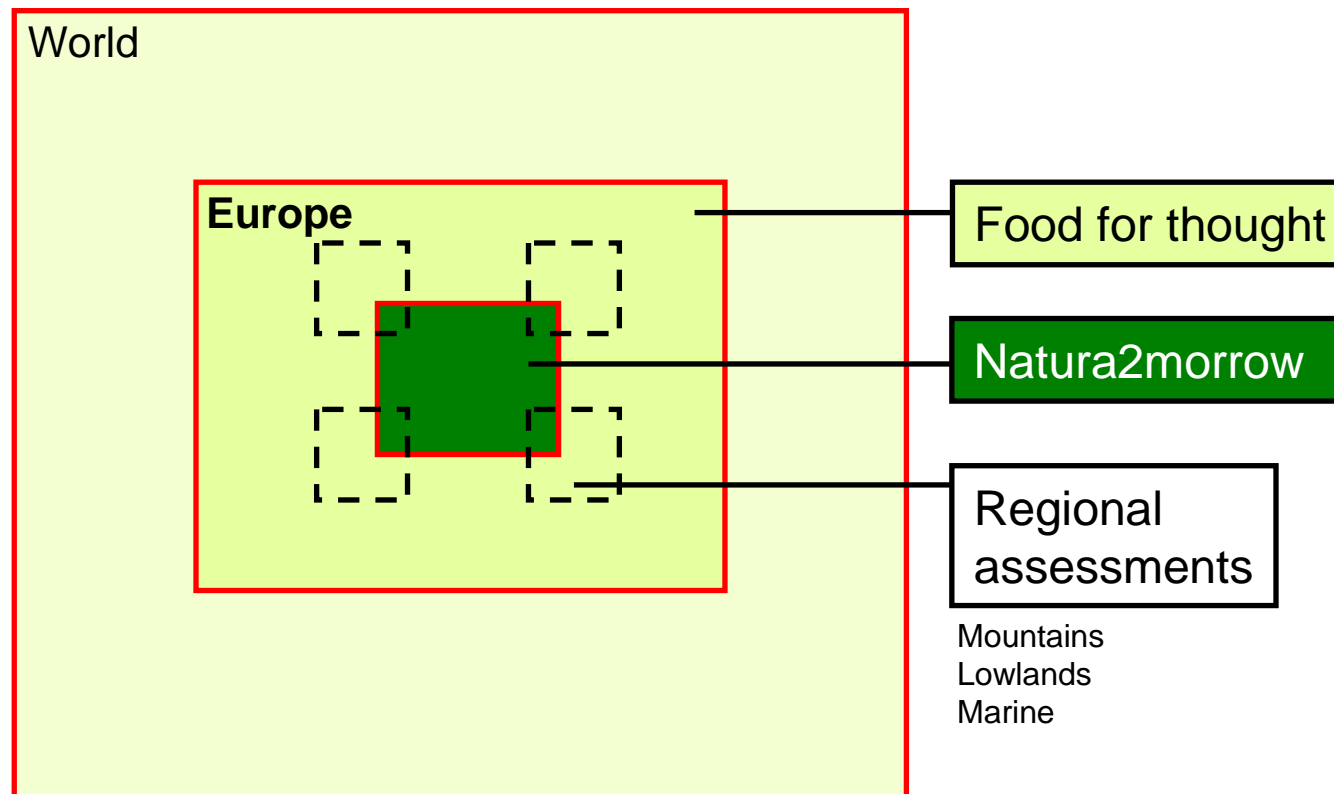 World
Europe
Food for thought
Natura2morrow
Regional
assessments
Mountains
Lowlands
Marine